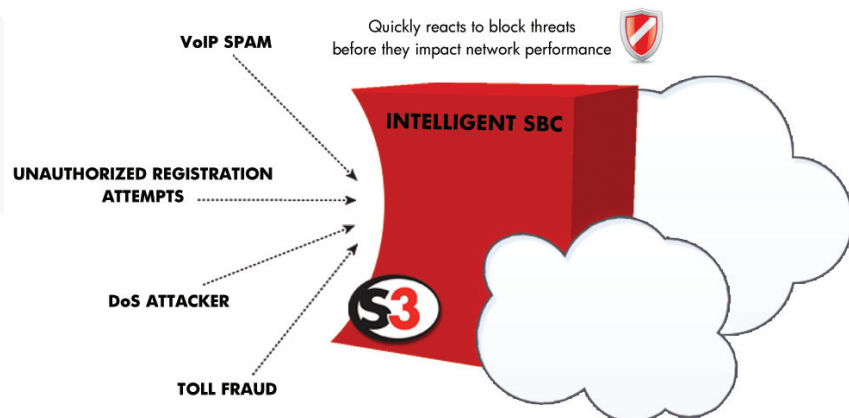 Quickly reacts to block threats
before they impact network performance
VoIP SPAM
INTELLIGENT SBC
UNAUTHORIZED REGISTRATION
ATTEMPTS
DoS ATTACKER
S3
TOLL FRAUD